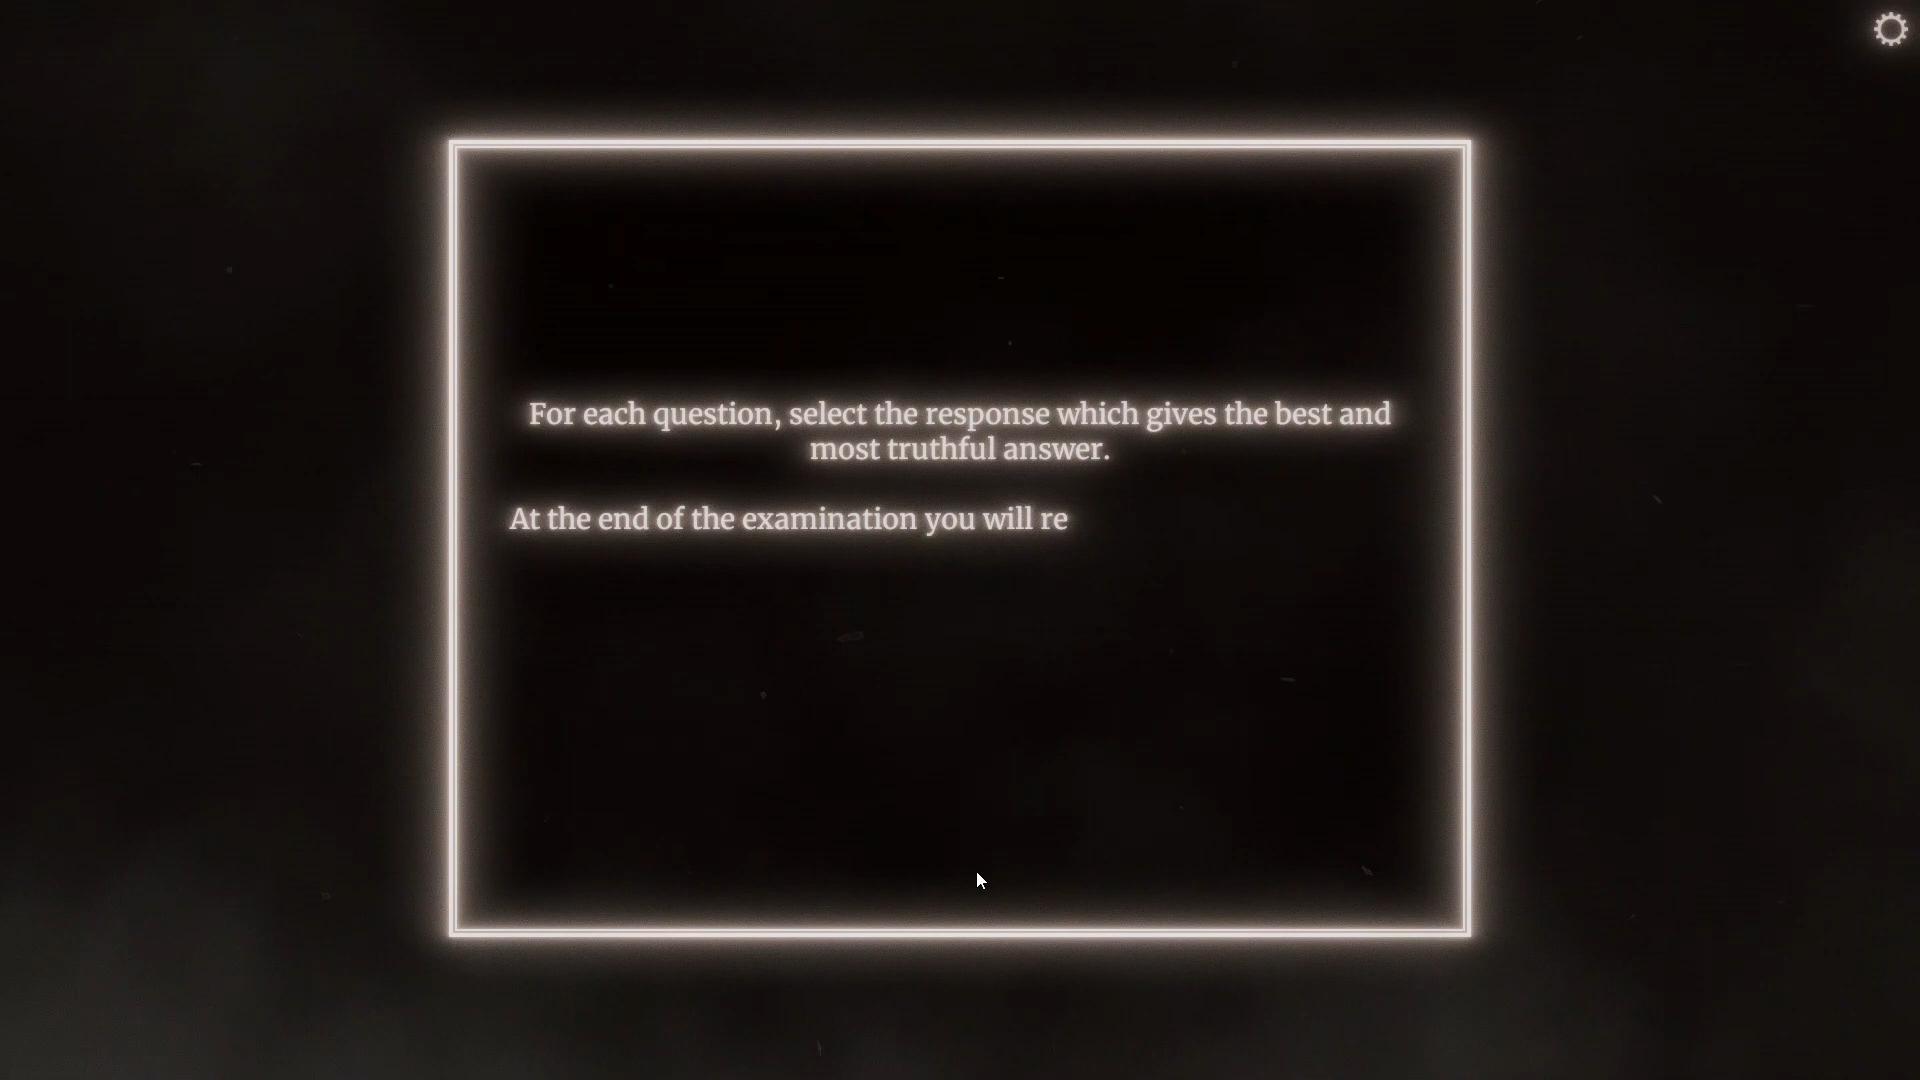 For each question, select the response which gives the best and
most truthful answer.
At the end of the examination you will re